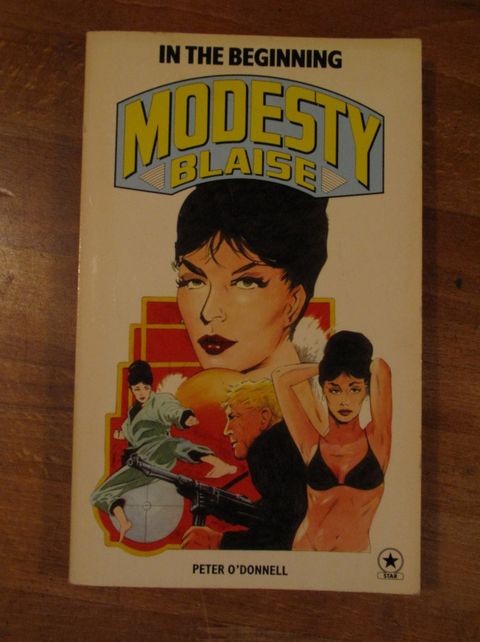 IN THE BEGINNING
MODESTY
BLAISE
PETER O'DONNELL
STAR